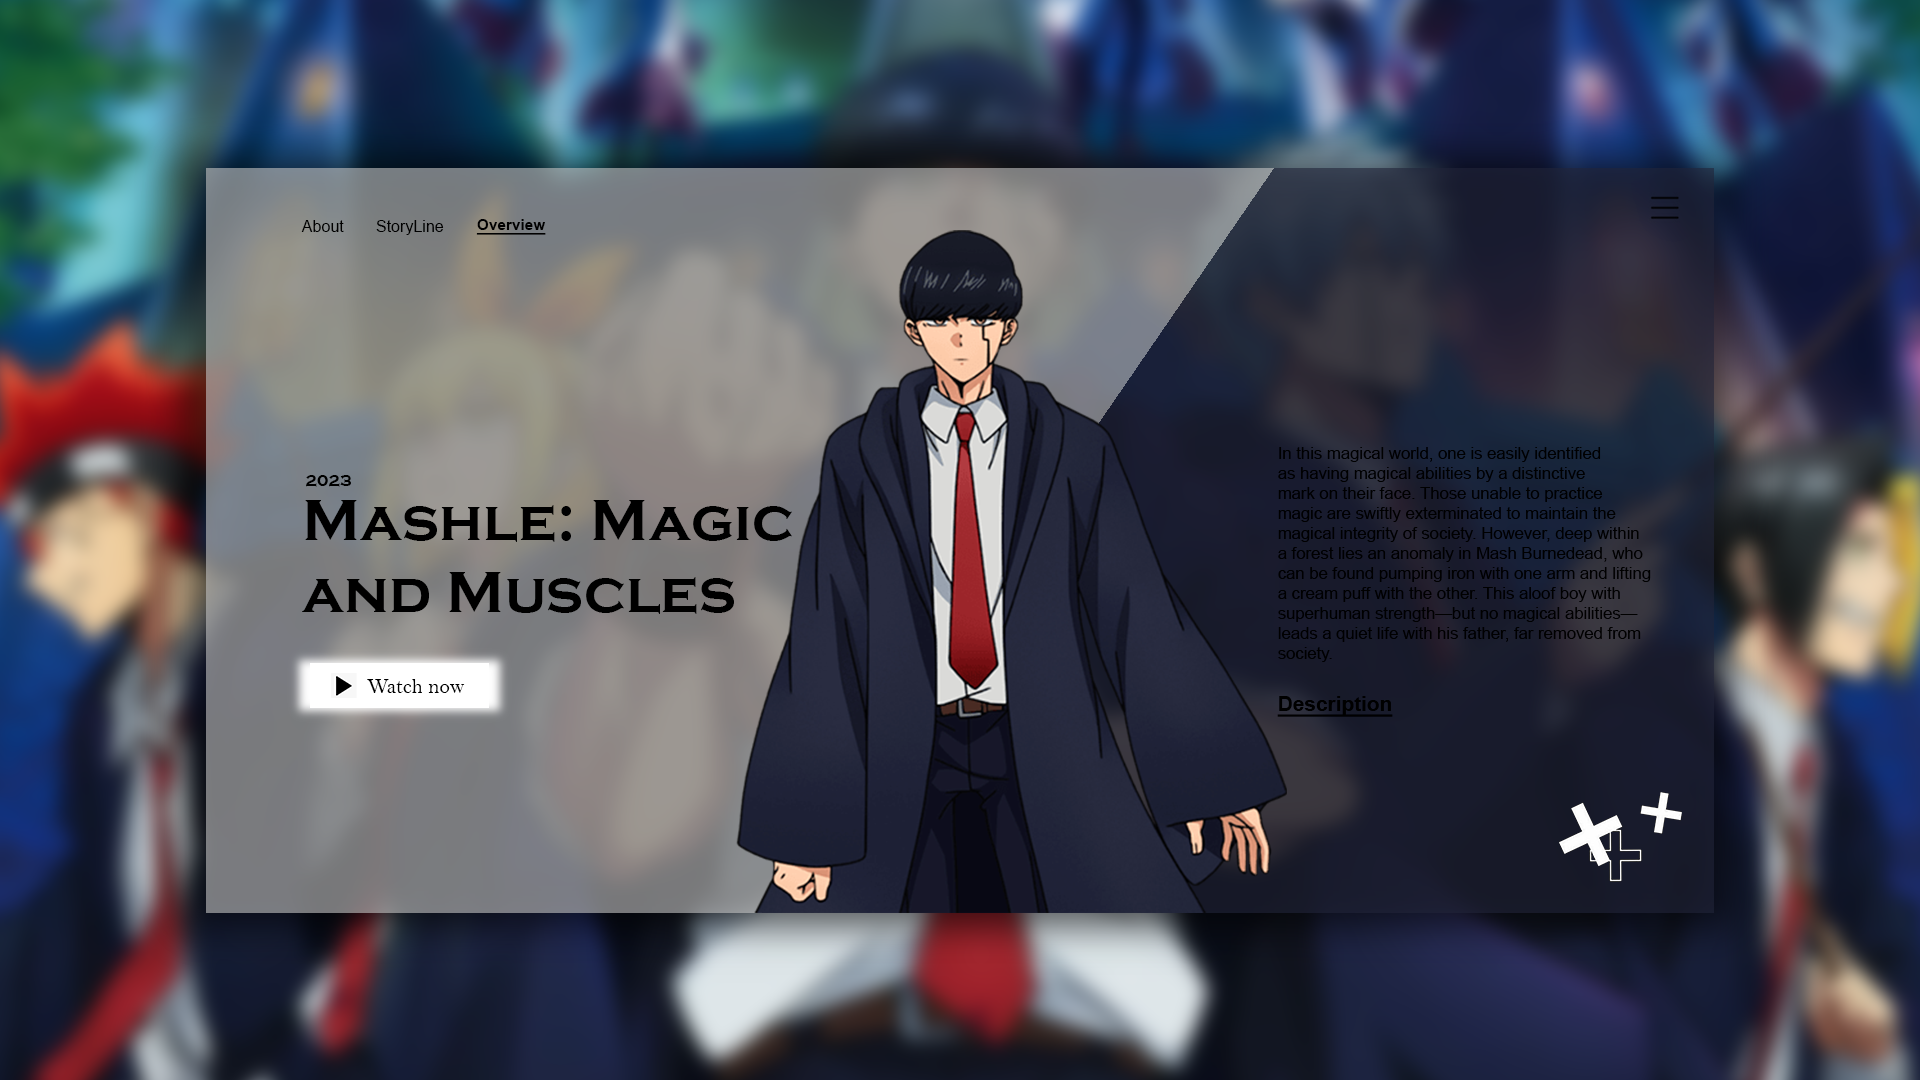 About StoryLine Overview
2023
Mashle: Magic
and Muscles
Watch now
In this magical world, one is easily identified
as having magical abilities by a distinctive
mark on their face. Those unable to practice
magic are swiftly exterminated to maintain the
magical integrity of society. However, deep within
a forest lies an anomaly in Mash Burnedead, who
can be found pumping iron with one arm and lifting
a cream puff with the other. This aloof boy with
superhuman strength—but no magical abilities—
leads a quiet life with his father, far removed from
society.
Description